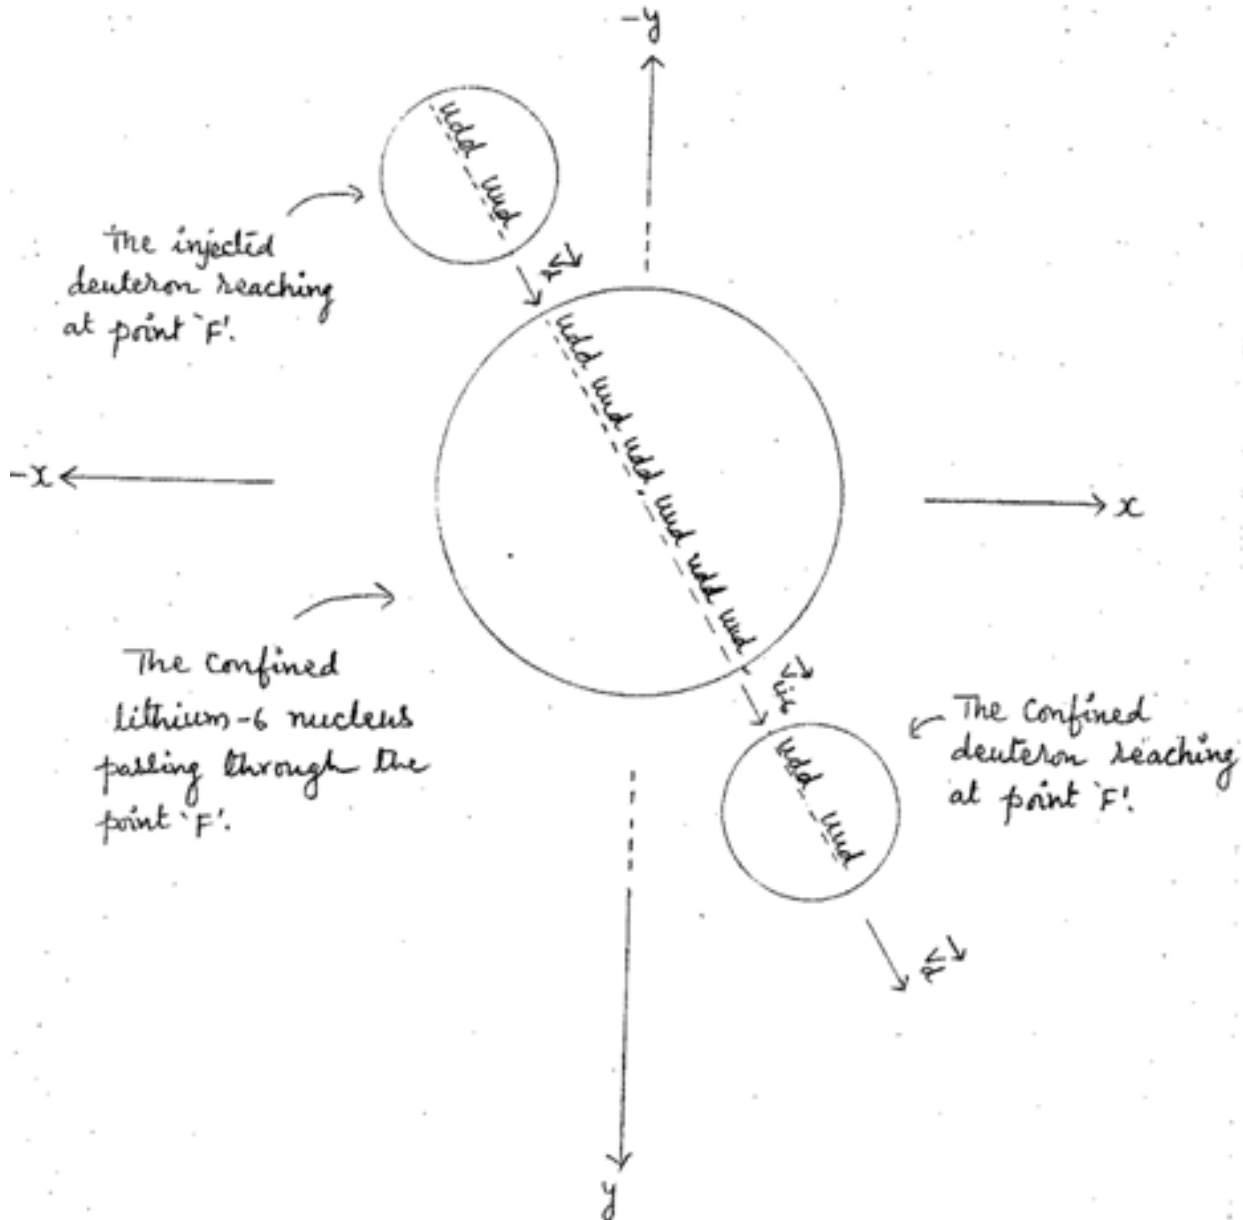 -y
udd uud
The injected
deuteron reaching
at point `F'.
udd uud udd uud udd uud
-x
x
The confined
lithium-6 nucleus
passing through the
point `F'.
The confined
deuteron reaching
at point `F'.
udd uud
y